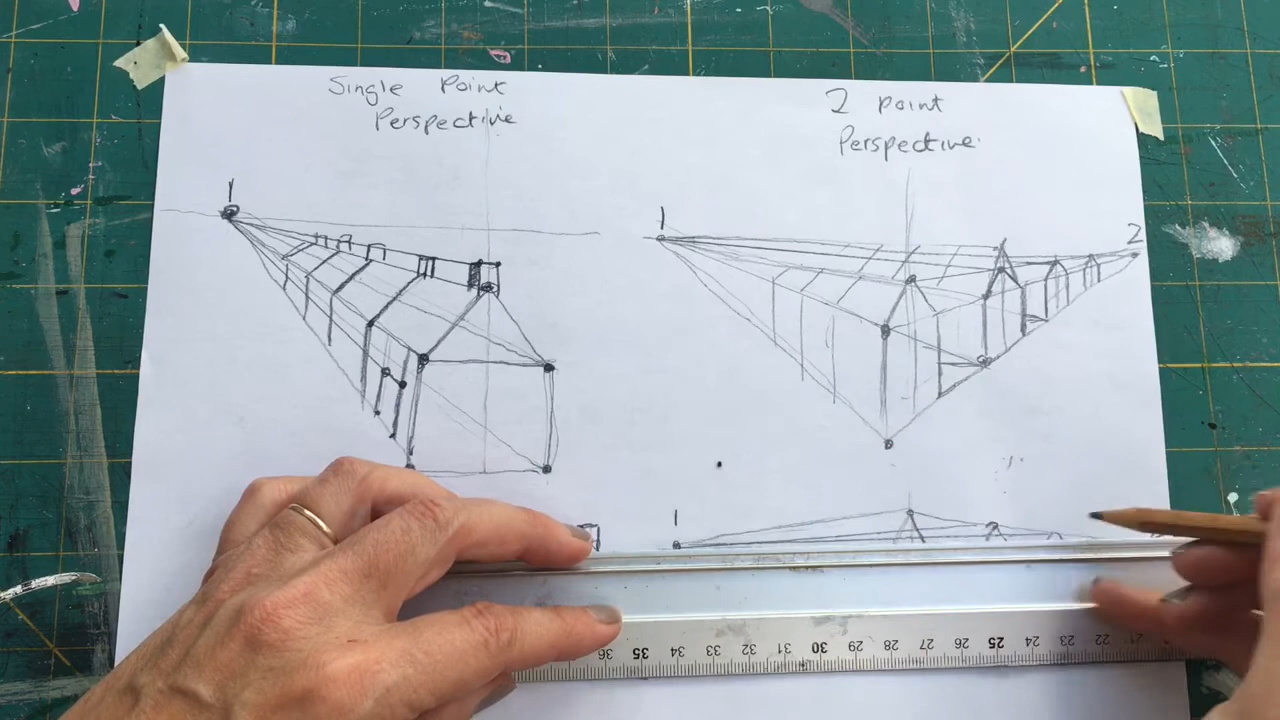 Single Point
Perspective
2 Point
Perspective
1
1
2
1
36 35 34 33 32 31 30 29 28 27 26 25 24 23 22 21